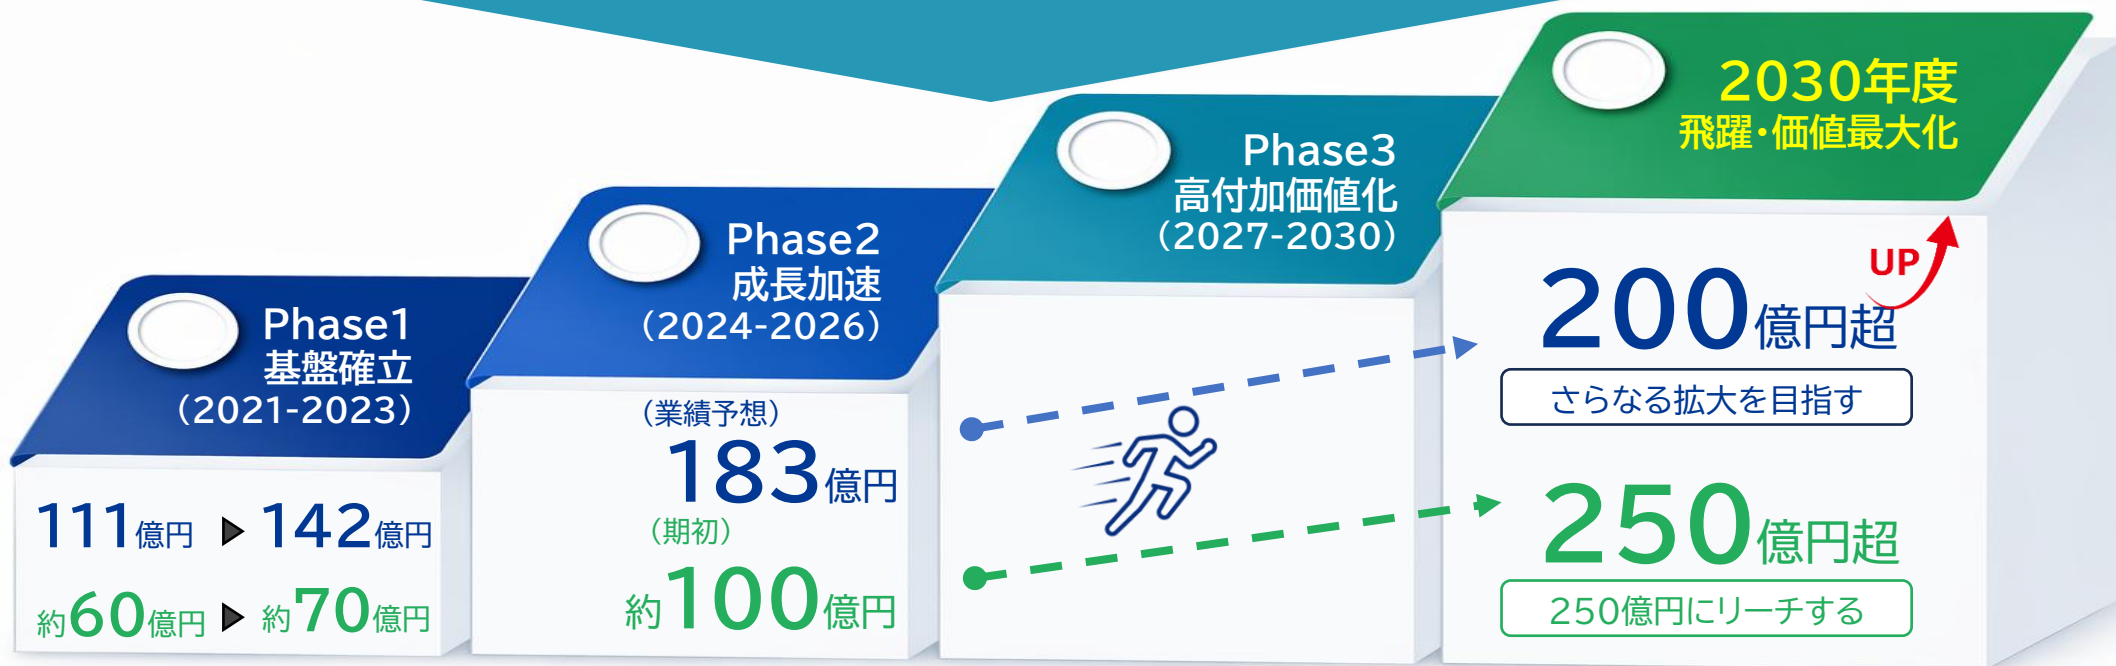 Phase1
基盤確立
（2021-2023）
111億円 ▶ 142億円
約60億円 ▶ 約70億円
Phase2
成長加速
（2024-2026）
（業績予想）
183億円
（期初）
約100億円
Phase3
高付加価値化
（2027-2030）
2030年度
飛躍・価値最大化
UP
200億円超
さらなる拡大を目指す
250億円超
250億円にリーチする